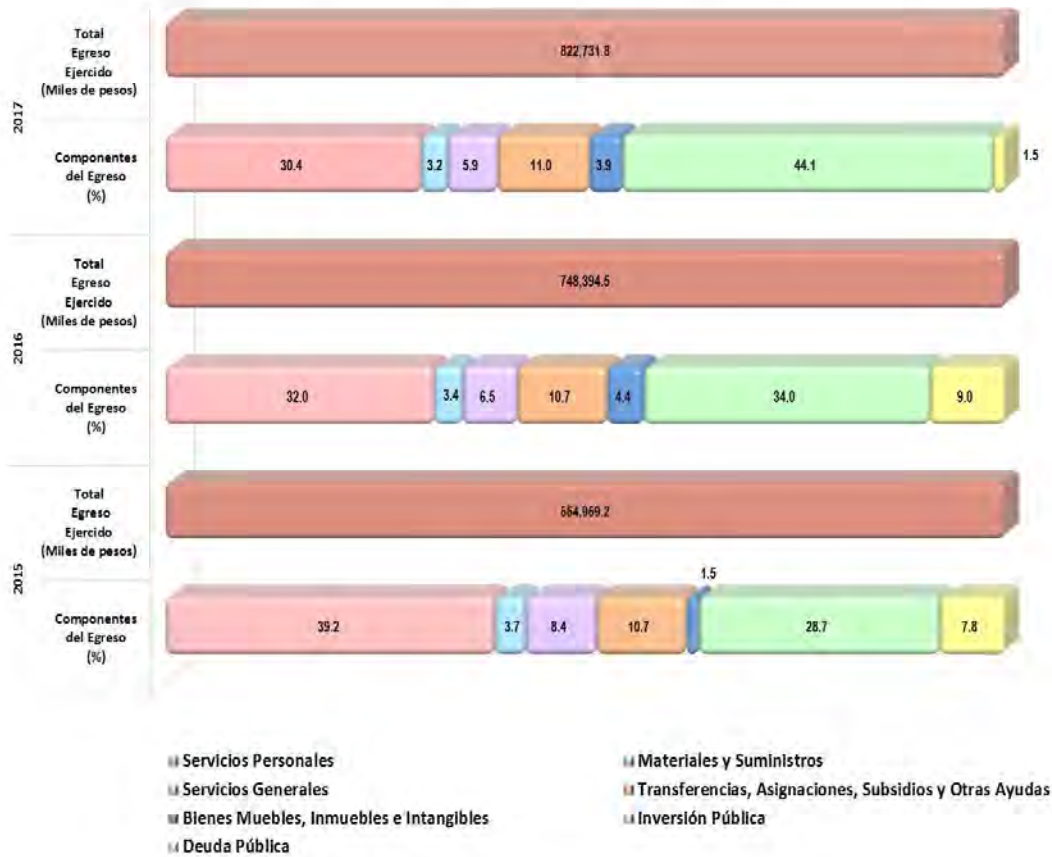 2017
Total
Egreso
Ejercido
(Miles de pesos)
822,731.8
Componentes
del Egreso
(%)
30.4 3.2 5.9 11.0 3.9 44.1 1.5
2016
Total
Egreso
Ejercido
(Miles de pesos)
748,394.5
Componentes
del Egreso
(%)
32.0 3.4 6.5 10.7 4.4 34.0 9.0
2015
Total
Egreso
Ejercido
(Miles de pesos)
Componentes
del Egreso
(%)
39.2 3.7 8.4 10.7 1.5 28.7 7.8
Servicios Personales
Materiales y Suministros
Servicios Generales
Transferencias, Asignaciones, Subsidios y Otras Ayudas
Bienes Muebles, Inmuebles e Intangibles
Inversión Pública
Deuda Pública